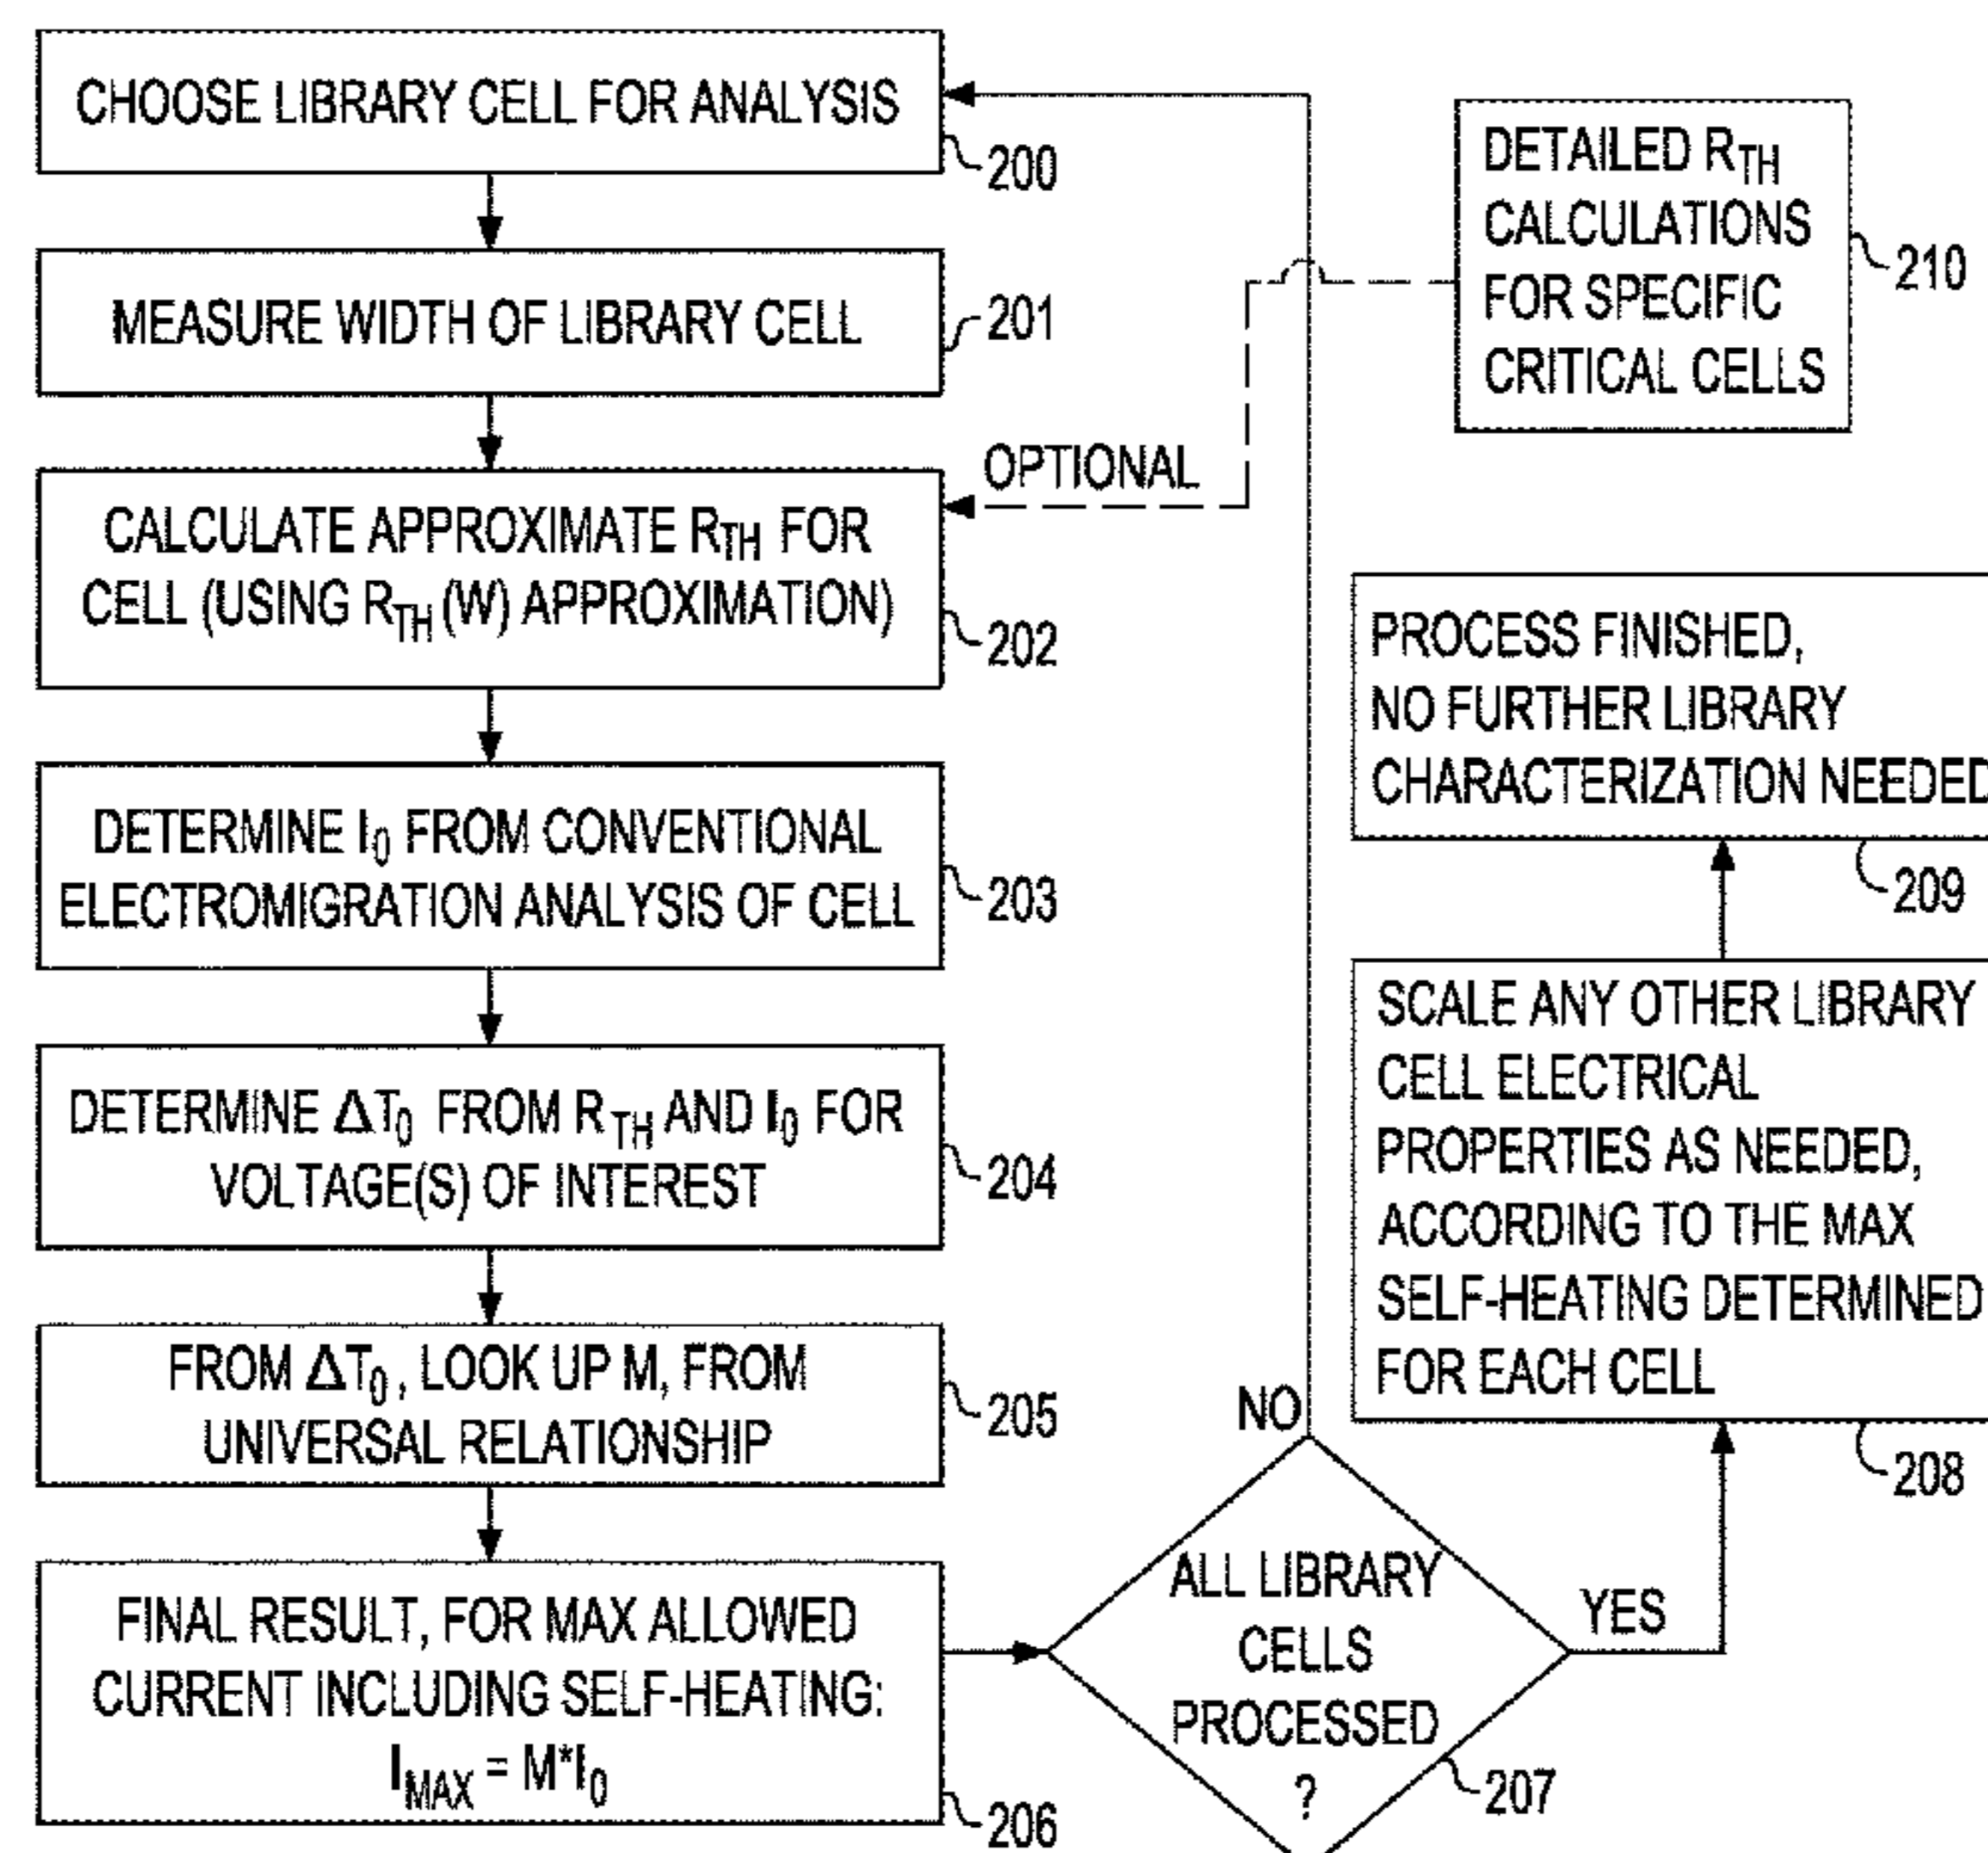 CHOOSE LIBRARY CELL FOR ANALYSIS
200
MEASURE WIDTH OF LIBRARY CELL
201
CALCULATE APPROXIMATE RTH FOR
CELL (USING RTH (W) APPROXIMATION)
202
OPTIONAL
DETAILED RTH
CALCULATIONS
FOR SPECIFIC
CRITICAL CELLS
210
DETERMINE I0 FROM CONVENTIONAL
ELECTROMIGRATION ANALYSIS OF CELL
203
DETERMINE ΔT0 FROM RTH AND I0 FOR
VOLTAGE(S) OF INTEREST
204
FROM ΔT0, LOOK UP M, FROM
UNIVERSAL RELATIONSHIP
205
FINAL RESULT, FOR MAX ALLOWED
CURRENT INCLUDING SELF-HEATING:
IMAX = M*I0
206
NO
ALL LIBRARY
CELLS
PROCESSED
?
207
YES
SCALE ANY OTHER LIBRARY
CELL ELECTRICAL
PROPERTIES AS NEEDED,
ACCORDING TO THE MAX
SELF-HEATING DETERMINED
FOR EACH CELL
208
PROCESS FINISHED,
NO FURTHER LIBRARY
CHARACTERIZATION NEEDED
209